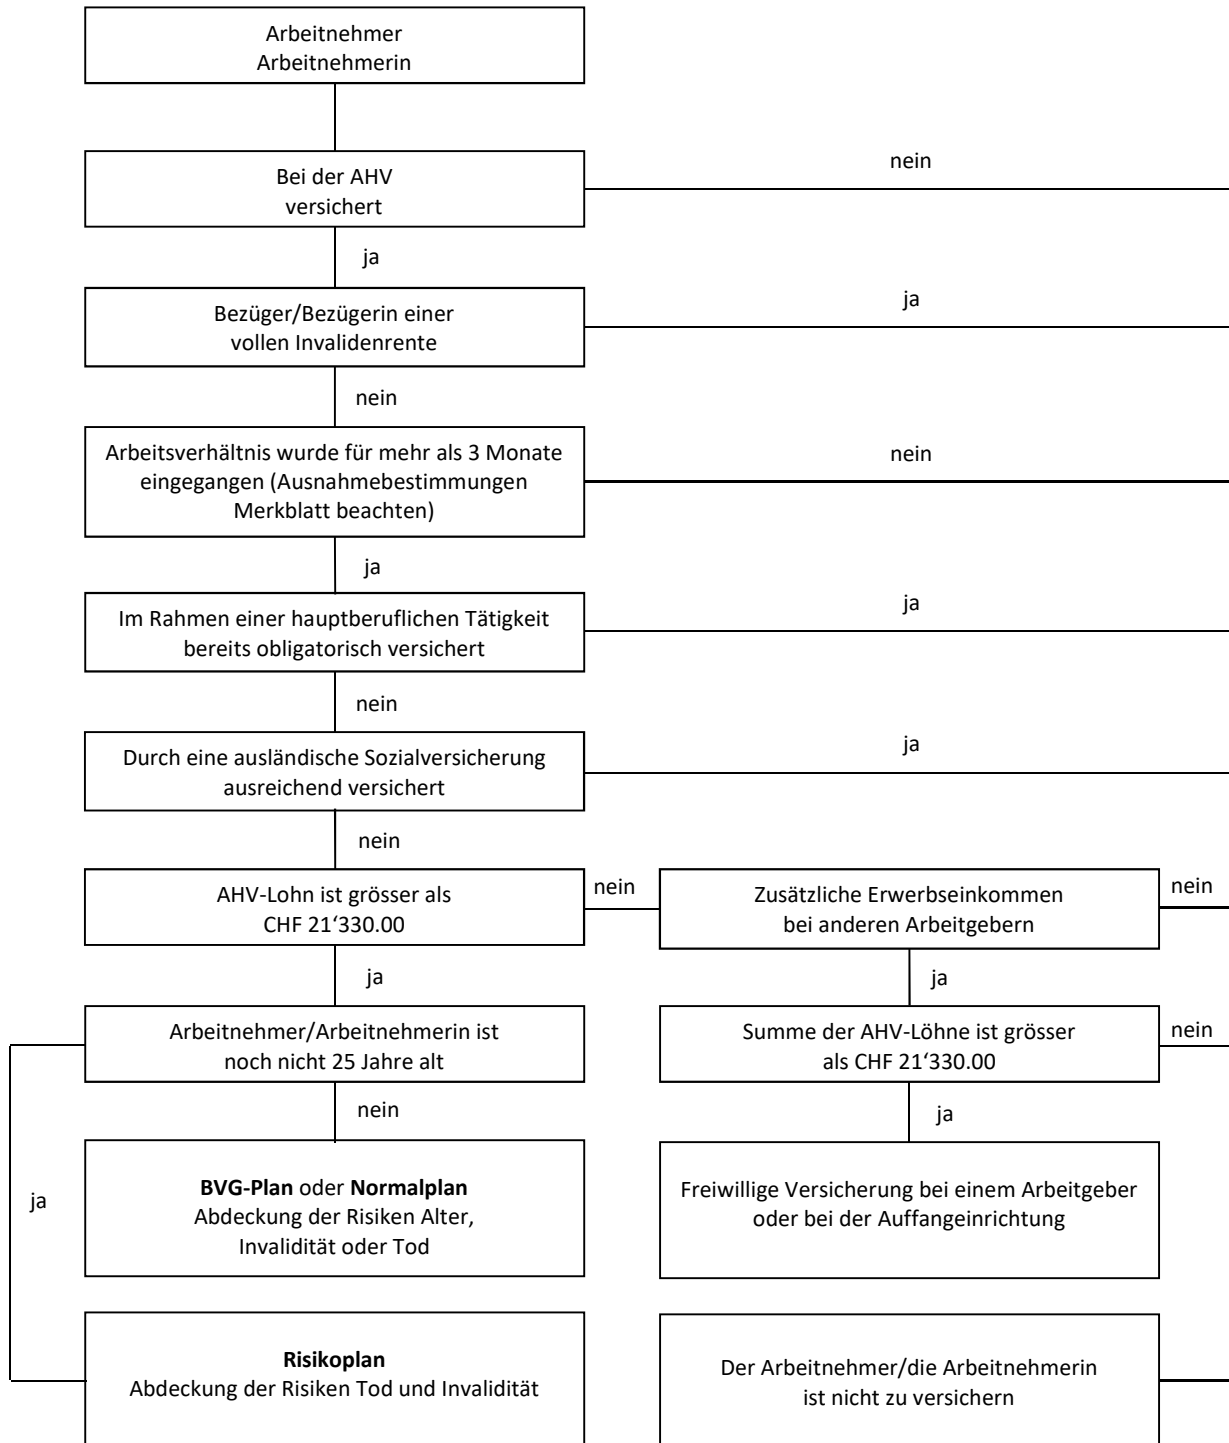 Arbeitnehmer
Arbeitnehmerin
Bei der AHV
versichert
nein
ja
Bezüger/Bezügerin einer
vollen Invalidenrente
ja
nein
Arbeitsverhältnis wurde für mehr als 3 Monate
eingegangen (Ausnahmebestimmungen
Merkblatt beachten)
nein
ja
Im Rahmen einer hauptberuflichen Tätigkeit
bereits obligatorisch versichert
ja
nein
Durch eine ausländische Sozialversicherung
ausreichend versichert
ja
nein
AHV-Lohn ist grösser als
CHF 21‘330.00
nein
Zusätzliche Erwerbseinkommen
bei anderen Arbeitgebern
nein
ja
ja
Arbeitnehmer/Arbeitnehmerin ist
noch nicht 25 Jahre alt
Summe der AHV-Löhne ist grösser
als CHF 21‘330.00
nein
nein
ja
ja
BVG-Plan oder Normalplan
Abdeckung der Risiken Alter,
Invalidität oder Tod
Freiwillige Versicherung bei einem Arbeitgeber
oder bei der Auffangeinrichtung
Risikoplan
Abdeckung der Risiken Tod und Invalidität
Der Arbeitnehmer/die Arbeitnehmerin
ist nicht zu versichern